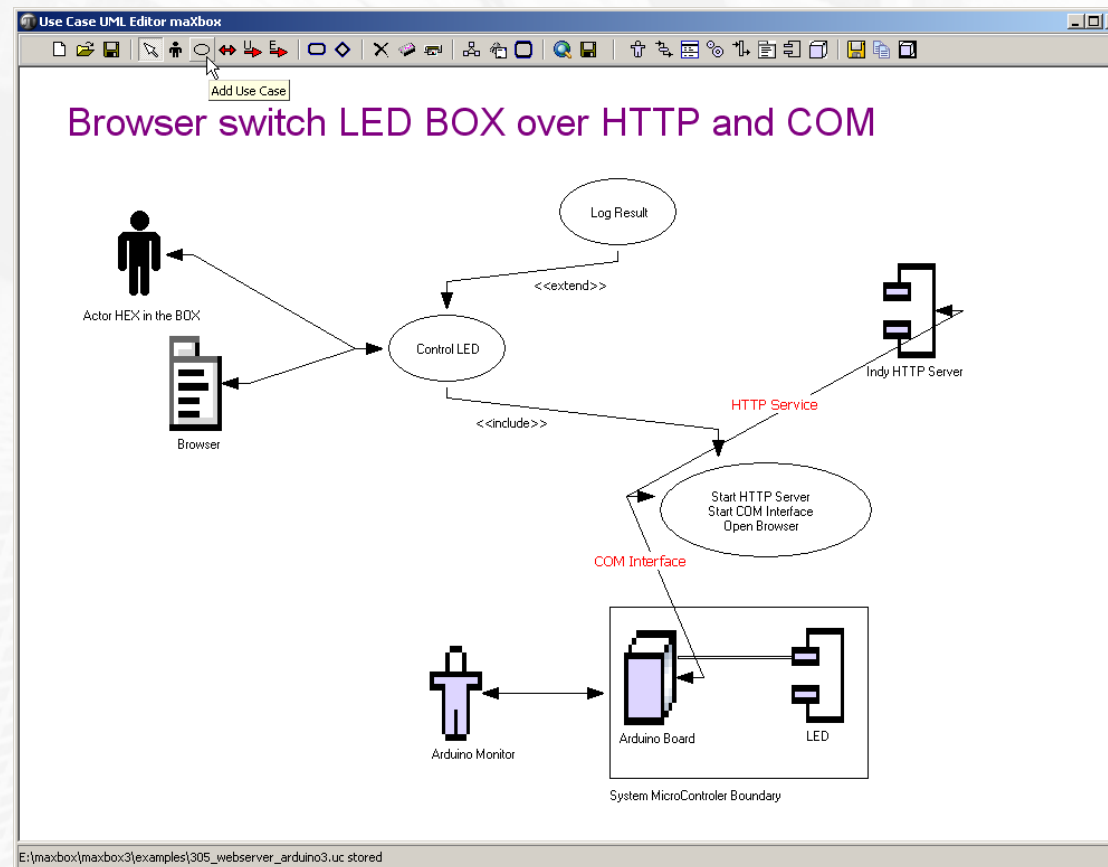 Use Case UML Editor maXbox
U
E
Add Use Case
Browser switch LED BOX over HTTP and COM
Log Result
<<extend>>
Actor HEX in the BOX
Control LED
Indy HTTP Server
HTTP Service
Browser
<<include>>
Start HTTP Server
Start COM Interface
Open Browser
COM Interface
Arduino Board
LED
Arduino Monitor
System MicroControler Boundary
E:\maxbox\maxbox3\examples\305_webserver_arduino3.uc stored